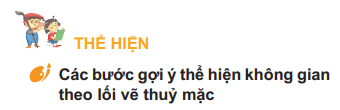 THỂ HIỆN
Các bước gợi ý thể hiện không gian
theo lối vẽ thuỷ mặc